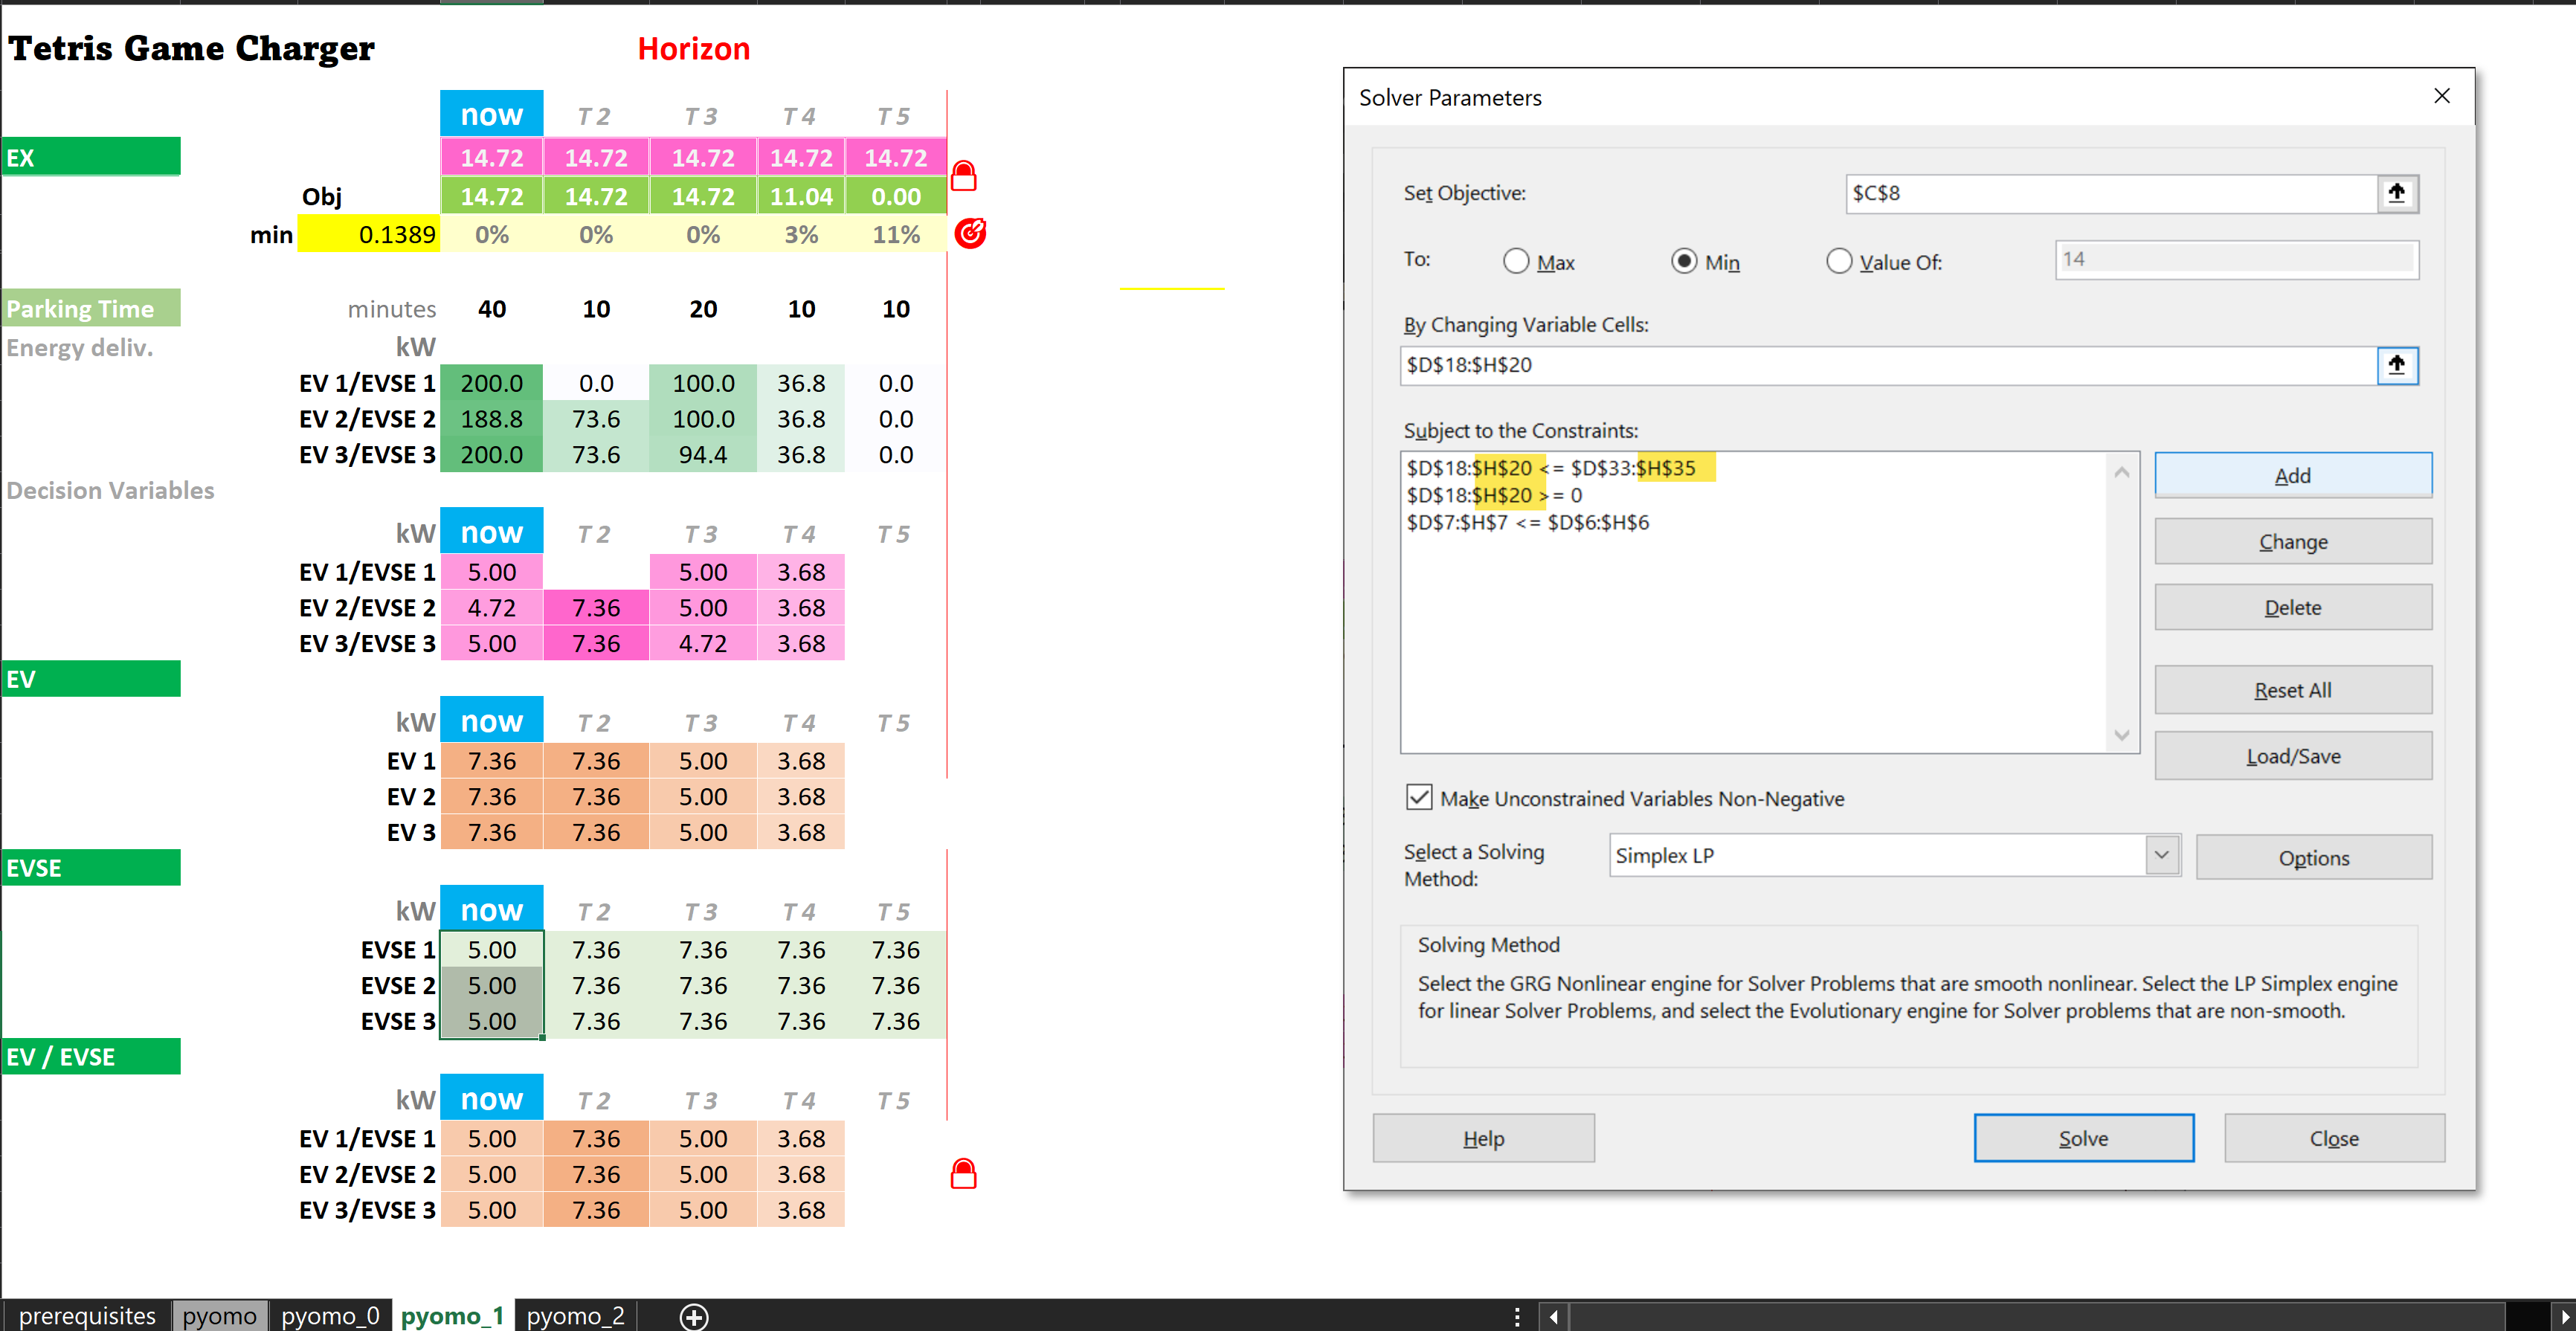 Tetris Game Charger Horizon
now T 2 T 3 T 4 T 5
EX 14.72 14.72 14.72 14.72 14.72
Obj 14.72 14.72 14.72 11.04 0.00
min 0.1389 0% 0% 0% 3% 11%
Parking Time minutes 40 10 20 10 10
Energy deliv. kW
EV 1/EVSE 1 200.0 0.0 100.0 36.8 0.0
EV 2/EVSE 2 188.8 73.6 100.0 36.8 0.0
EV 3/EVSE 3 200.0 73.6 94.4 36.8 0.0
Decision Variables
kW now T 2 T 3 T 4 T 5
EV 1/EVSE 1 5.00 5.00 3.68
EV 2/EVSE 2 4.72 7.36 5.00 3.68
EV 3/EVSE 3 5.00 7.36 4.72 3.68
EV
kW now T 2 T 3 T 4 T 5
EV 1 7.36 7.36 5.00 3.68
EV 2 7.36 7.36 5.00 3.68
EV 3 7.36 7.36 5.00 3.68
EVSE
kW now T 2 T 3 T 4 T 5
EVSE 1 5.00 7.36 7.36 7.36 7.36
EVSE 2 5.00 7.36 7.36 7.36 7.36
EVSE 3 5.00 7.36 7.36 7.36 7.36
EV / EVSE
kW now T 2 T 3 T 4 T 5
EV 1/EVSE 1 5.00 7.36 5.00 3.68
EV 2/EVSE 2 5.00 7.36 5.00 3.68
EV 3/EVSE 3 5.00 7.36 5.00 3.68
Solver Parameters
Set Objective: $C$8
To: Max Min Value Of: 14
By Changing Variable Cells:
$D$18:$H$20
Subject to the Constraints:
$D$18:$H$20 <= $D$33:$H$35
$D$18:$H$20 >= 0
$D$7:$H$7 <= $D$6:$H$6
Add
Change
Delete
Reset All
Load/Save
Make Unconstrained Variables Non-Negative
Select a Solving
Method:
Simplex LP
Options
Solving Method
Select the GRG Nonlinear engine for Solver Problems that are smooth nonlinear. Select the LP Simplex engine
for linear Solver Problems, and select the Evolutionary engine for Solver problems that are non-smooth.
Help Solve Close
prerequisites pyomo pyomo_0 pyomo_1 pyomo_2